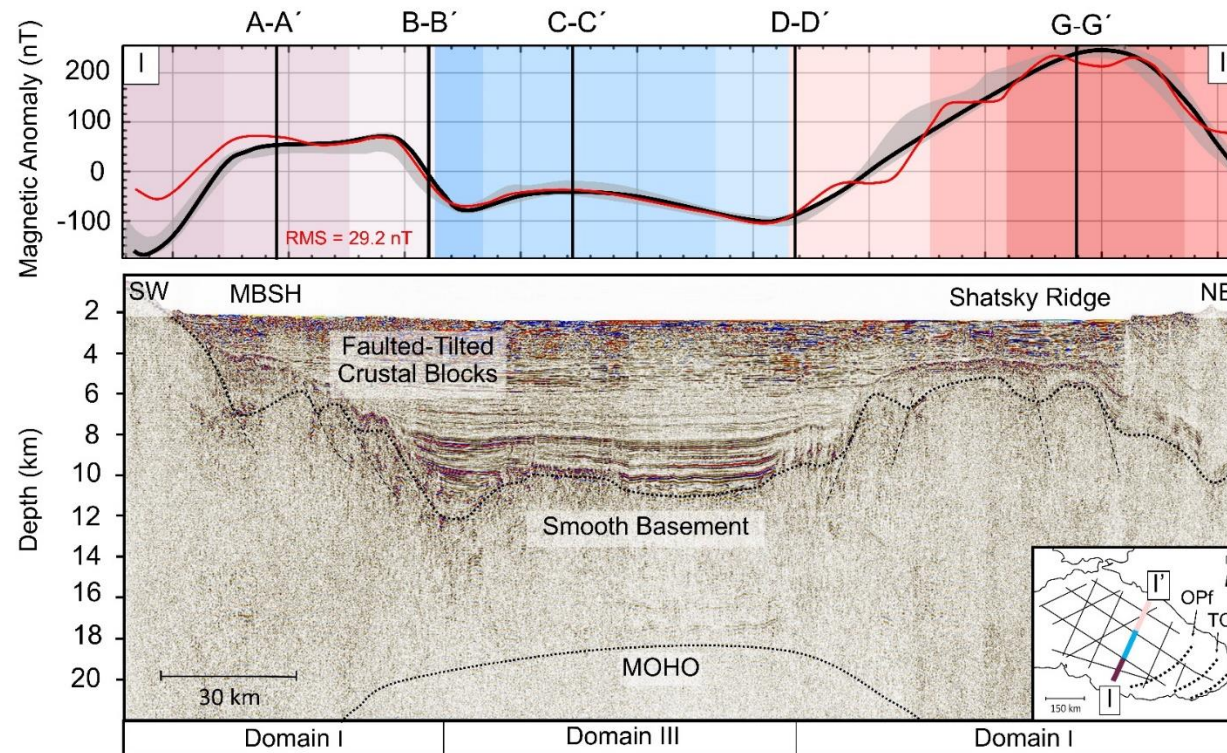 A-A´ B-B´ C-C´ D-D´ G-G´
Magnetic Anomaly (nT)
I I
200
100
0
-100
RMS = 29.2 nT
SW MBSH Shatsky Ridge
Faulted-Tilted
Crustal Blocks
Depth (km)
2
4
6
8
10
12
14
16
18
20
Smooth Basement
MOHO
30 km
I'
OPf
I
150 km
Domain I Domain III Domain I